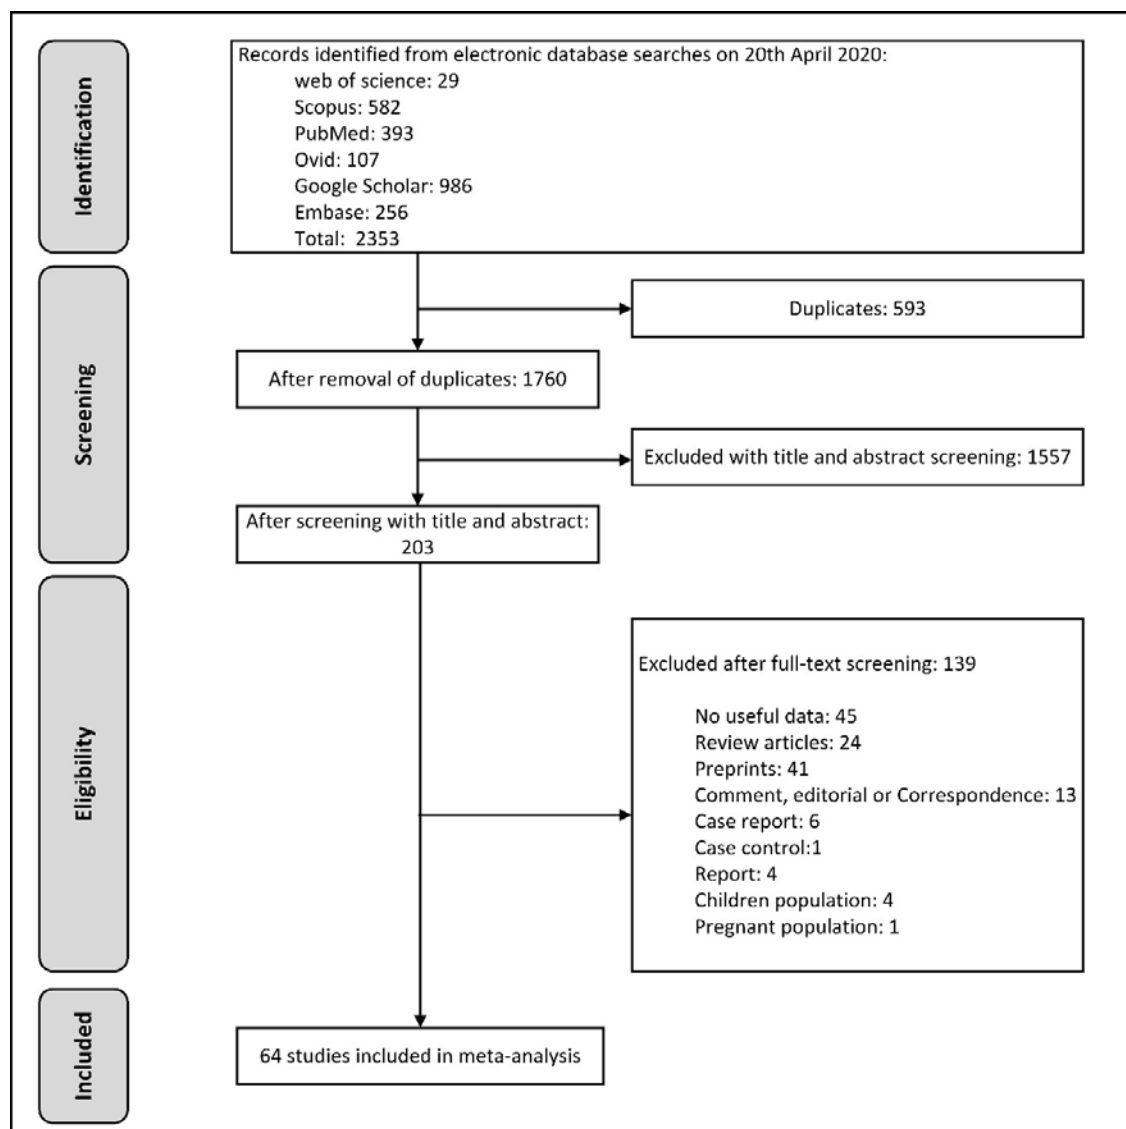 Identification
Records identified from electronic database searches on 20th April 2020:
web of science: 29
Scopus: 582
PubMed: 393
Ovid: 107
Google Scholar: 986
Embase: 256
Total:  2353
Screening
Duplicates: 593
After removal of duplicates: 1760
Excluded with title and abstract screening: 1557
After screening with title and abstract:
203
Eligibility
Excluded after full-text screening: 139
No useful data: 45
Review articles: 24
Preprints: 41
Comment, editorial or Correspondence: 13
Case report: 6
Case control:1
Report: 4
Children population: 4
Pregnant population: 1
Included
64 studies included in meta-analysis